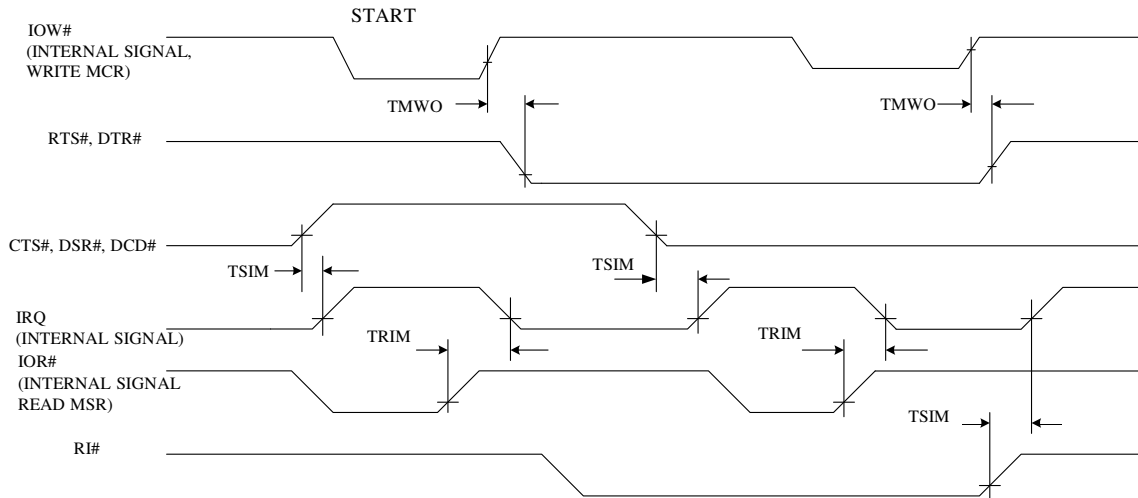 START
IOW#
(INTERNAL SIGNAL,
WRITE MCR)
TMWO
TMWO
RTS#, DTR#
CTS#, DSR#, DCD#
TSIM
TSIM
IRQ
(INTERNAL SIGNAL)
TRIM
TRIM
IOR#
(INTERNAL SIGNAL
READ MSR)
TSIM
RI#